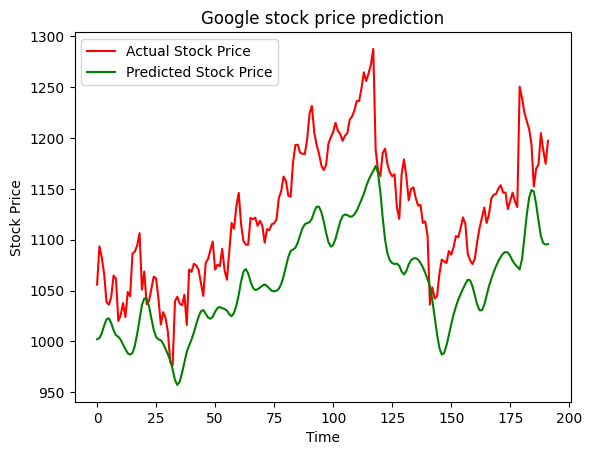 Google stock price prediction
Actual Stock Price
Predicted Stock Price
Stock Price
1300
1250
1200
1150
1100
1050
1000
950
0 25 50 75 100 125 150 175 200
Time